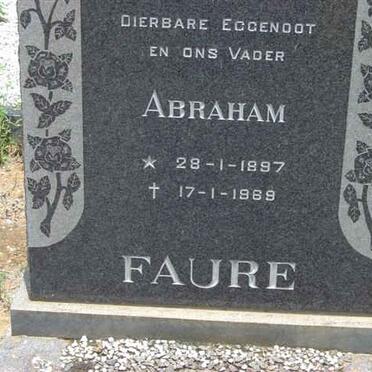 DIERBARE EGGENOOT
EN ONS VADER
ABRAHAM
★ 28-1-1897
† 17-1-1969
FAURE